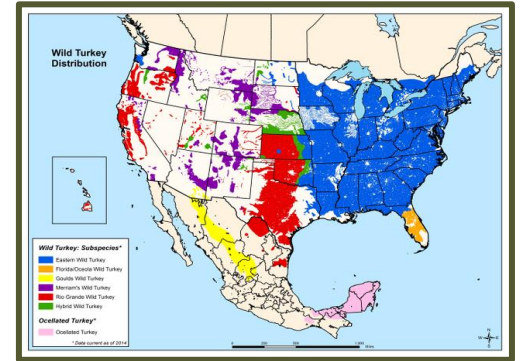 Wild Turkey
Distribution
Wild Turkey: Subspecies*
Eastern Wild Turkey
Florida/Osceola Wild Turkey
Goulds Wild Turkey
Merriam's Wild Turkey
Rio Grande Wild Turkey
Hybrid Wild Turkey
Ocellated Turkey*
Ocellated Turkey
* Data current as of 2014